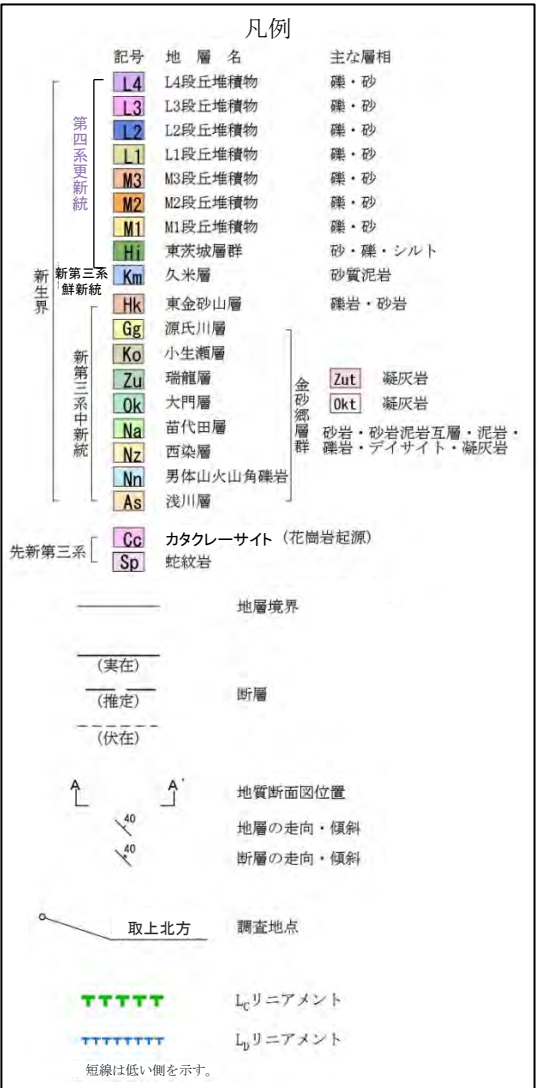 凡例
記号 地層名 主な層相
L4 L4段丘堆積物 礫・砂
L3 L3段丘堆積物 礫・砂
L2 L2段丘堆積物 礫・砂
L1 L1段丘堆積物 礫・砂
M3 M3段丘堆積物 礫・砂
M2 M2段丘堆積物 礫・砂
M1 M1段丘堆積物 礫・砂
Hi 東茨城層群 砂・礫・シルト
Km 久米層 砂質泥岩
Hk 東金砂山層 礫岩・砂岩
Gg 源氏川層
Ko 小生瀬層
Zu 瑞龍層
Ok 大門層
Na 苗代田層
Nz 西染層
Nn 男体山火山角礫岩
As 浅川層
新生界
第四系更新統
新第三系
鮮新統
新第三系中新統
金砂郷層群
Zut 凝灰岩
Okt 凝灰岩
砂岩・砂岩泥岩互層・泥岩・
礫岩・デイサイト・凝灰岩
先新第三系
Cc カタクレーサイト (花崗岩起源)
Sp 蛇紋岩
地層境界
(実在)
(推定)
(伏在)
断層
A A' 地質断面図位置
40 地層の走向・傾斜
40 断層の走向・傾斜
取上北方 調査地点
LCリニアメント
LDリニアメント
短線は低い側を示す。